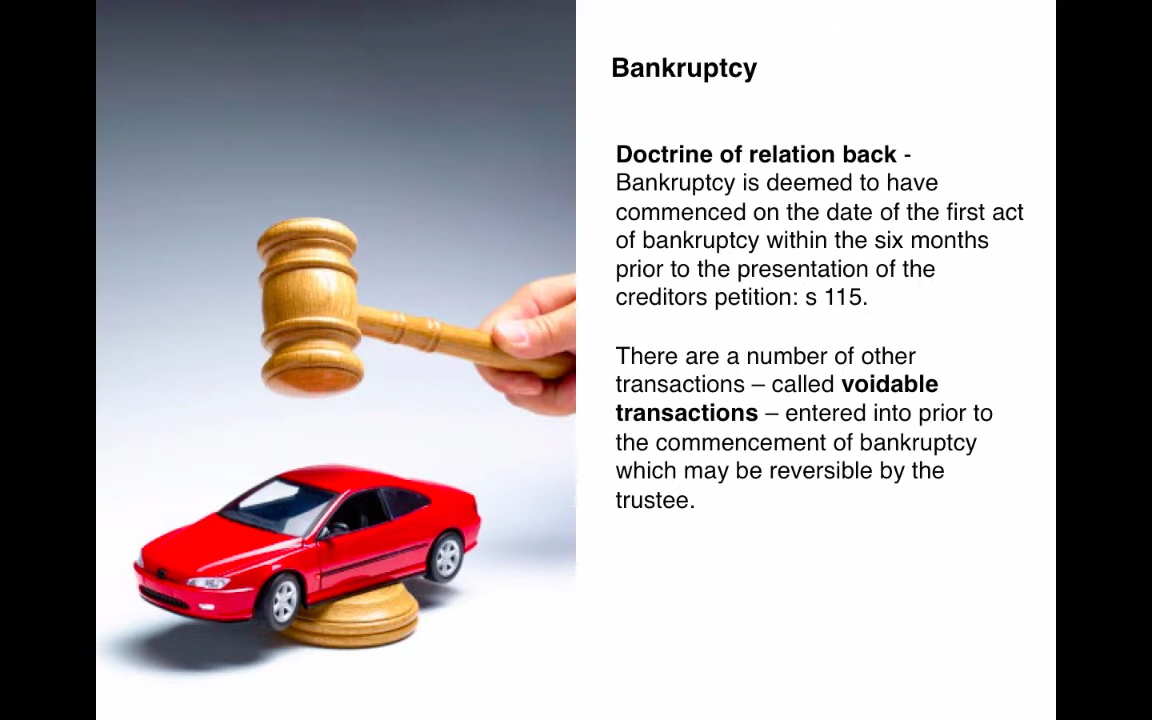 Bankruptcy
Doctrine of relation back -
Bankruptcy is deemed to have
commenced on the date of the first act
of bankruptcy within the six months
prior to the presentation of the
creditors petition: s 115.
There are a number of other
transactions – called voidable
transactions – entered into prior to
the commencement of bankruptcy
which may be reversible by the
trustee.